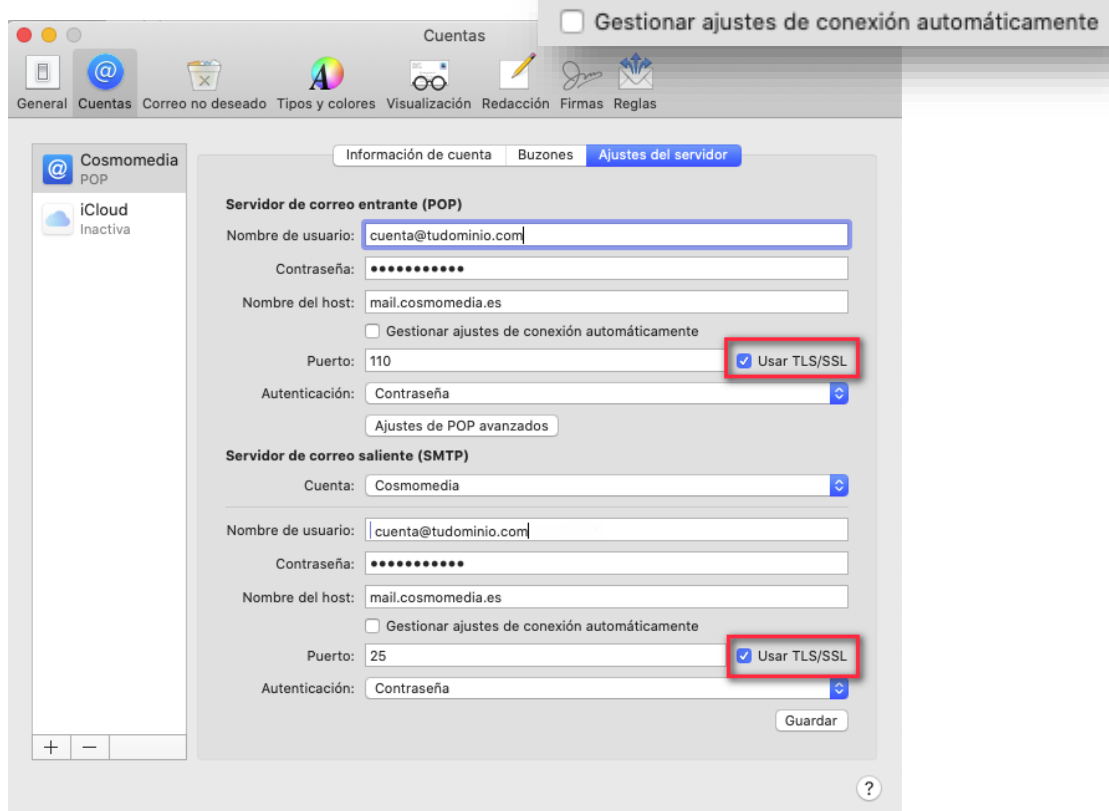 Gestionar ajustes de conexión automáticamente
Cuentas
General Cuentas Correo no deseado Tipos y colores Visualización Redacción Firmas Reglas
Cosmomedia
POP
iCloud
Inactiva
Información de cuenta Buzones Ajustes del servidor
Servidor de correo entrante (POP)
Nombre de usuario: cuenta@tudominio.com
Contraseña: •••••••••••
Nombre del host: mail.cosmomedia.es
Gestionar ajustes de conexión automáticamente
Puerto: 110 Usar TLS/SSL
Autenticación: Contraseña
Ajustes de POP avanzados
Servidor de correo saliente (SMTP)
Cuenta: Cosmomedia
Nombre de usuario: cuenta@tudominio.com
Contraseña: •••••••••••
Nombre del host: mail.cosmomedia.es
Gestionar ajustes de conexión automáticamente
Puerto: 25 Usar TLS/SSL
Autenticación: Contraseña
Guardar
+ −
?